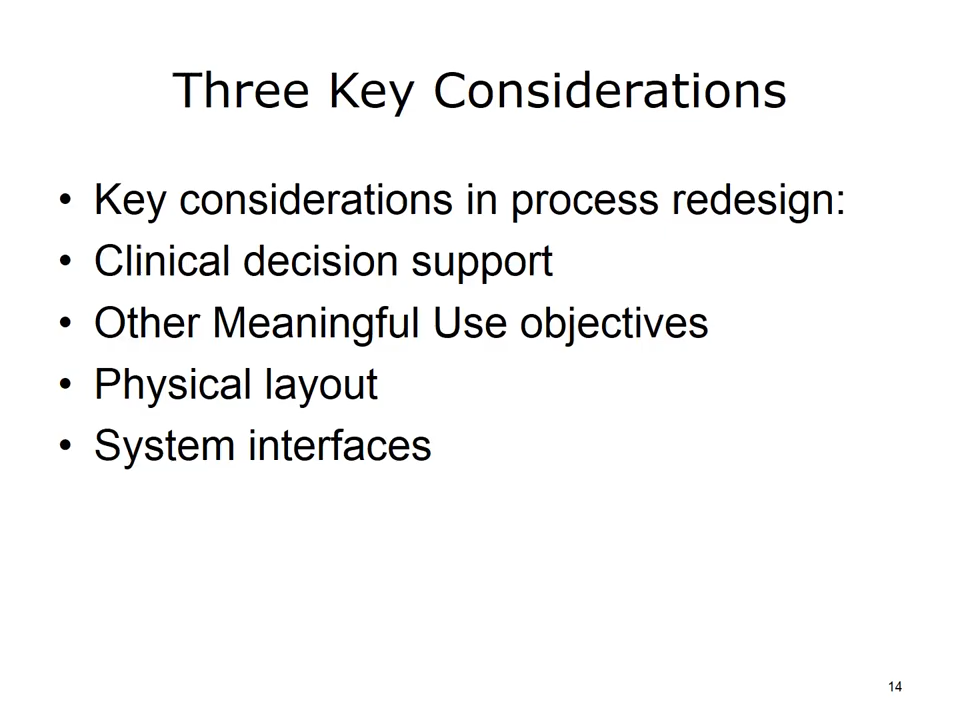 Three Key Considerations
• Key considerations in process redesign:
• Clinical decision support
• Other Meaningful Use objectives
• Physical layout
• System interfaces
14